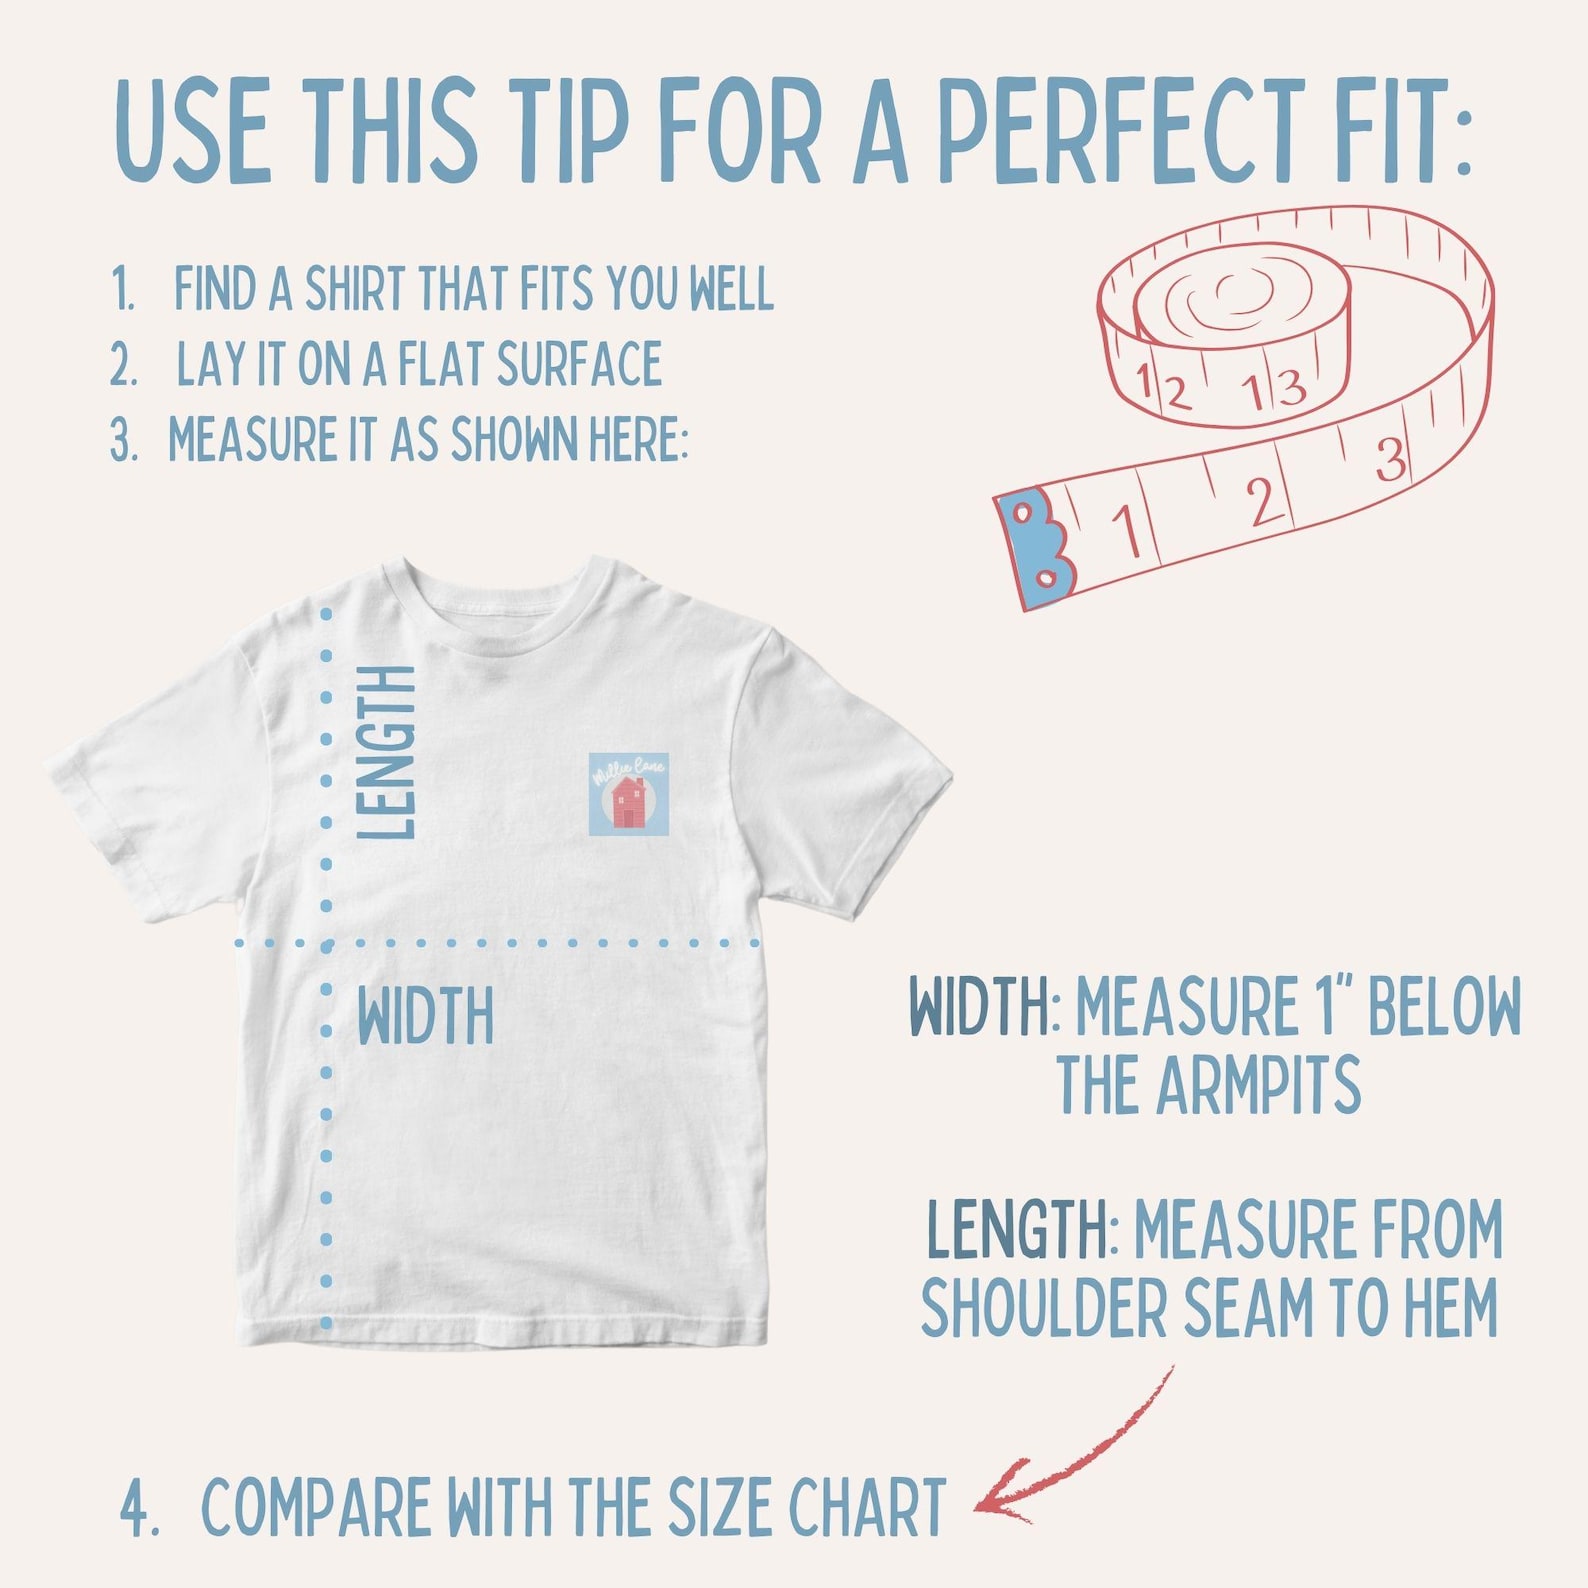 USE THIS TIP FOR A PERFECT FIT:
1. FIND A SHIRT THAT FITS YOU WELL
2. LAY IT ON A FLAT SURFACE
3. MEASURE IT AS SHOWN HERE:
12 13
1 2 3
LENGTH
Millie Lane
WIDTH
WIDTH: MEASURE 1" BELOW
THE ARMPITS
LENGTH: MEASURE FROM
SHOULDER SEAM TO HEM
4. COMPARE WITH THE SIZE CHART